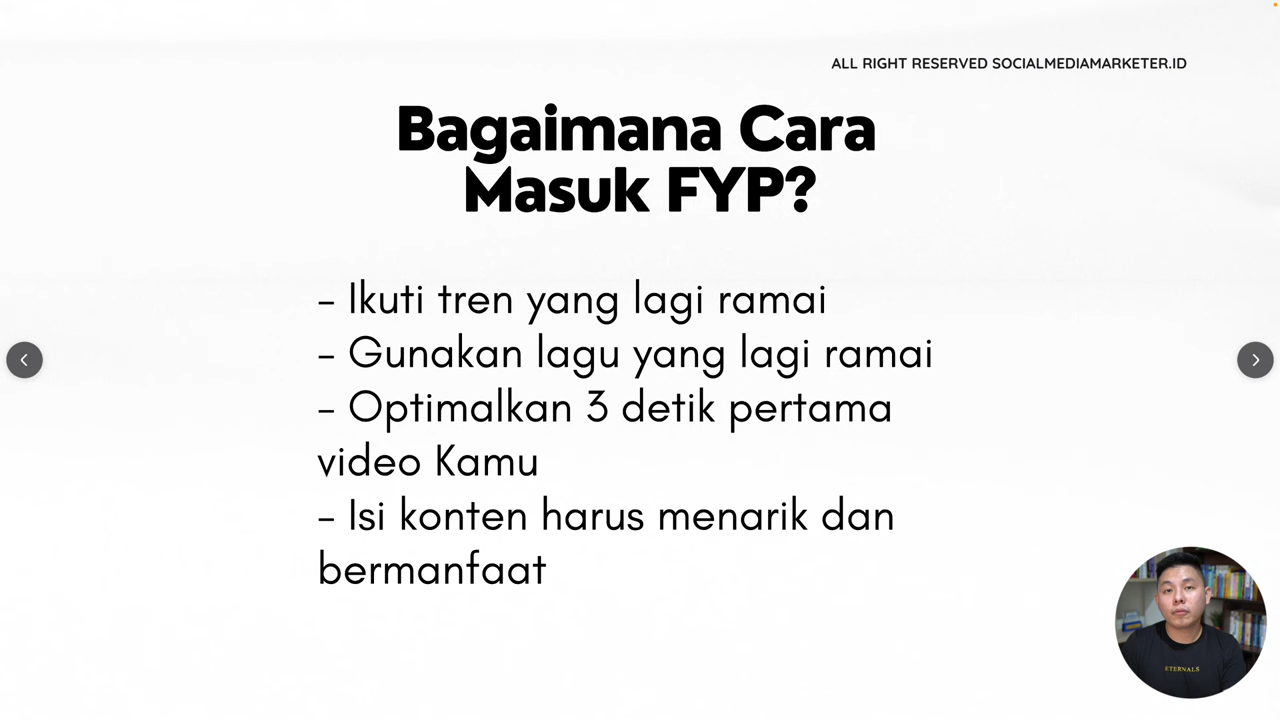 ALL RIGHT RESERVED SOCIALMEDIAMARKETER.ID
Bagaimana Cara
Masuk FYP?
- Ikuti tren yang lagi ramai
- Gunakan lagu yang lagi ramai
- Optimalkan 3 detik pertama
video Kamu
- Isi konten harus menarik dan
bermanfaat
ETERNALS